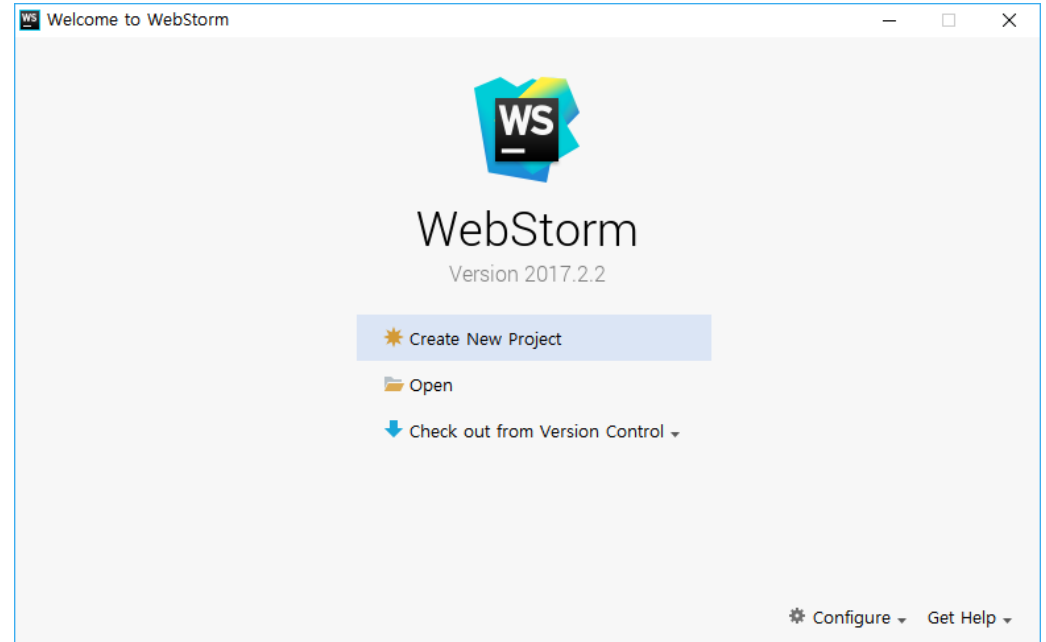 WS Welcome to WebStorm
WS
WebStorm
Version 2017.2.2
Create New Project
Open
Check out from Version Control
Configure Get Help